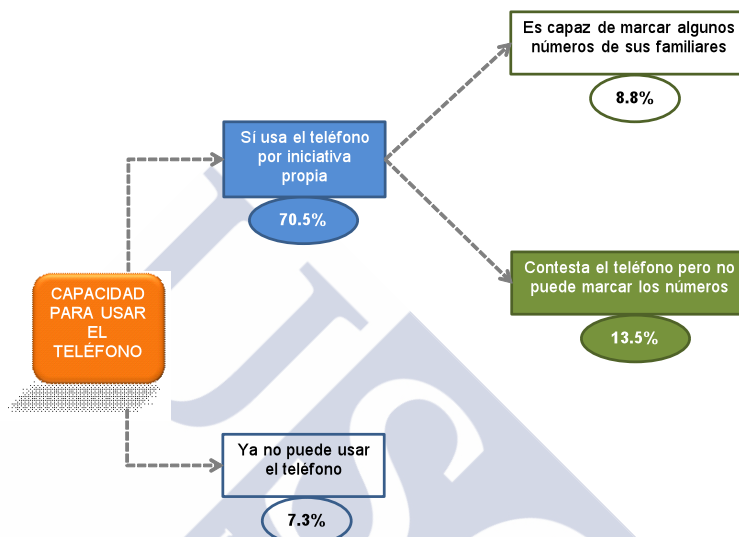 Es capaz de marcar algunos
números de sus familiares
8.8%
Sí usa el teléfono
por iniciativa
propia
70.5%
Contesta el teléfono pero no
puede marcar los números
13.5%
CAPACIDAD
PARA USAR
EL
TELÉFONO
Ya no puede usar
el teléfono
7.3%